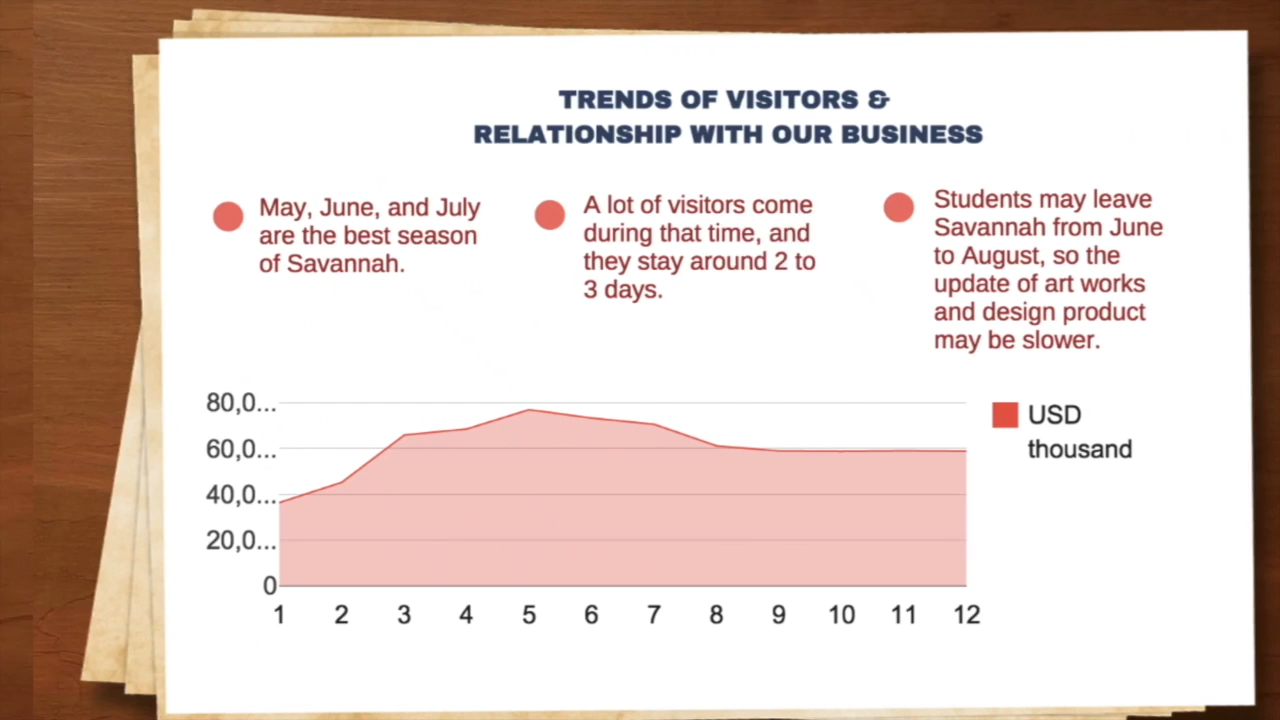 TRENDS OF VISITORS &
RELATIONSHIP WITH OUR BUSINESS
May, June, and July
are the best season
of Savannah.
A lot of visitors come
during that time, and
they stay around 2 to
3 days.
Students may leave
Savannah from June
to August, so the
update of art works
and design product
may be slower.
80,0...
60,0...
40,0...
20,0...
0
1 2 3 4 5 6 7 8 9 10 11 12
USD
thousand